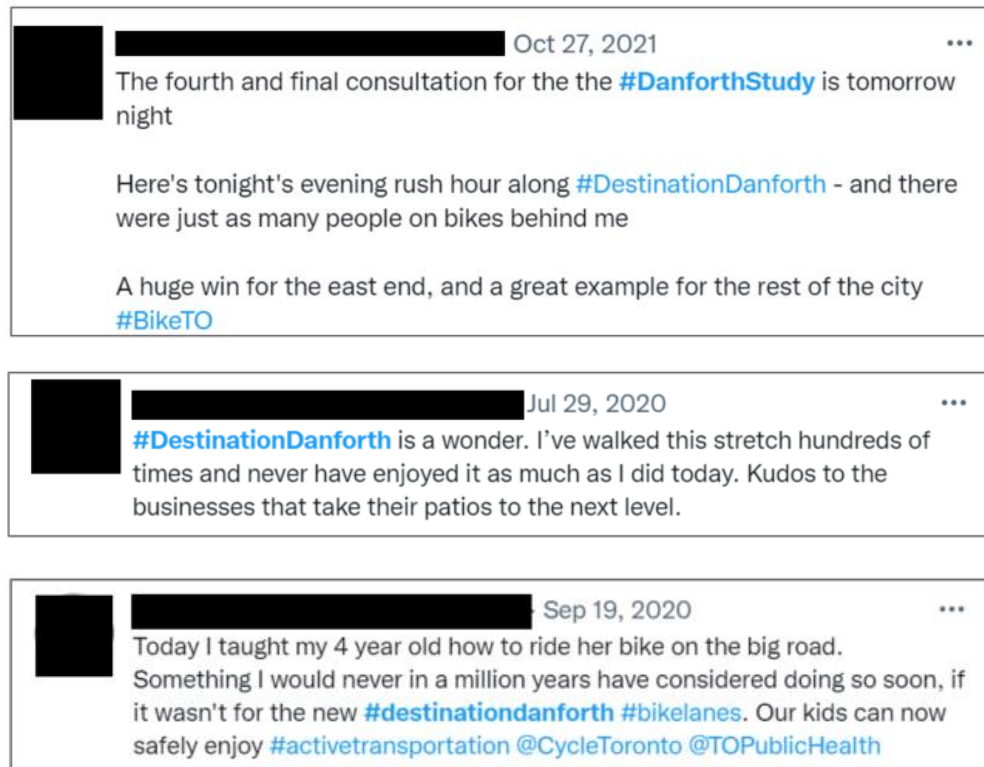 Oct 27, 2021
The fourth and final consultation for the the #DanforthStudy is tomorrow
night
Here's tonight's evening rush hour along #DestinationDanforth - and there
were just as many people on bikes behind me
A huge win for the east end, and a great example for the rest of the city
#BikeTO
Jul 29, 2020
#DestinationDanforth is a wonder. I've walked this stretch hundreds of
times and never have enjoyed it as much as I did today. Kudos to the
businesses that take their patios to the next level.
Sep 19, 2020
Today I taught my 4 year old how to ride her bike on the big road.
Something I would never in a million years have considered doing so soon, if
it wasn't for the new #destinationdanforth #bikelanes. Our kids can now
safely enjoy #activetransportation @CycleToronto @TOPublicHealth